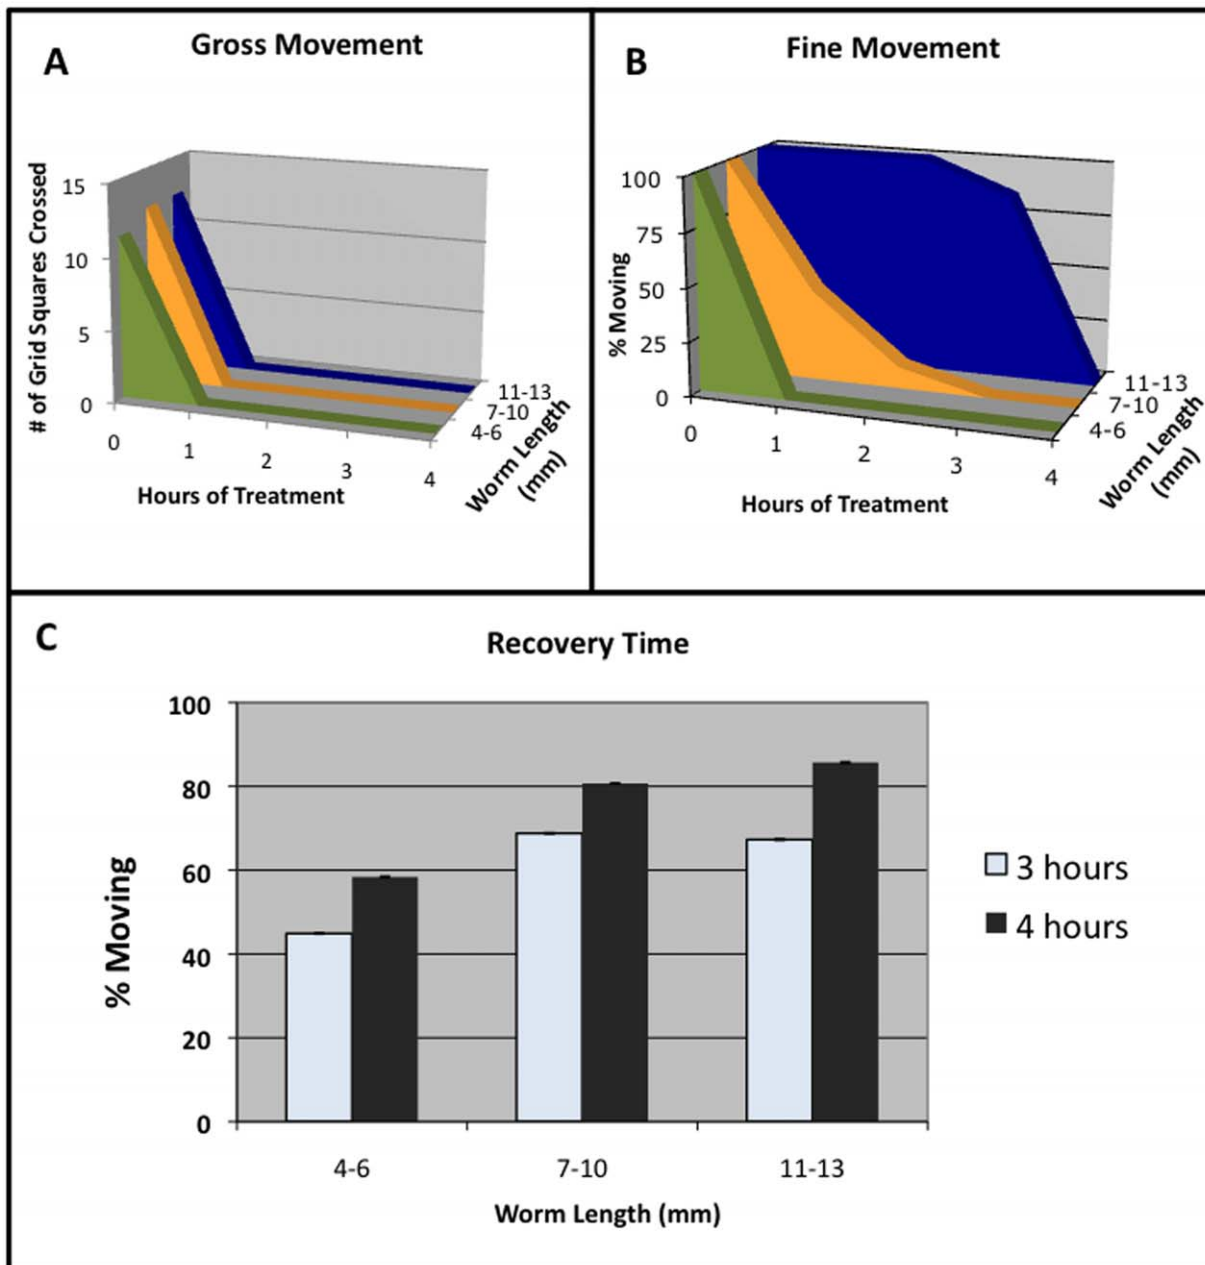 A
Gross Movement
# of Grid Squares Crossed
15
10
5
0
0
1
2
3
4
Hours of Treatment
11-13
7-10
4-6
Worm Length
(mm)
B
Fine Movement
% Moving
100
75
50
25
0
0
1
2
3
4
Hours of Treatment
11-13
7-10
4-6
Worm Length
(mm)
C
Recovery Time
% Moving
100
80
60
40
20
0
4-6
7-10
11-13
Worm Length (mm)
3 hours
4 hours